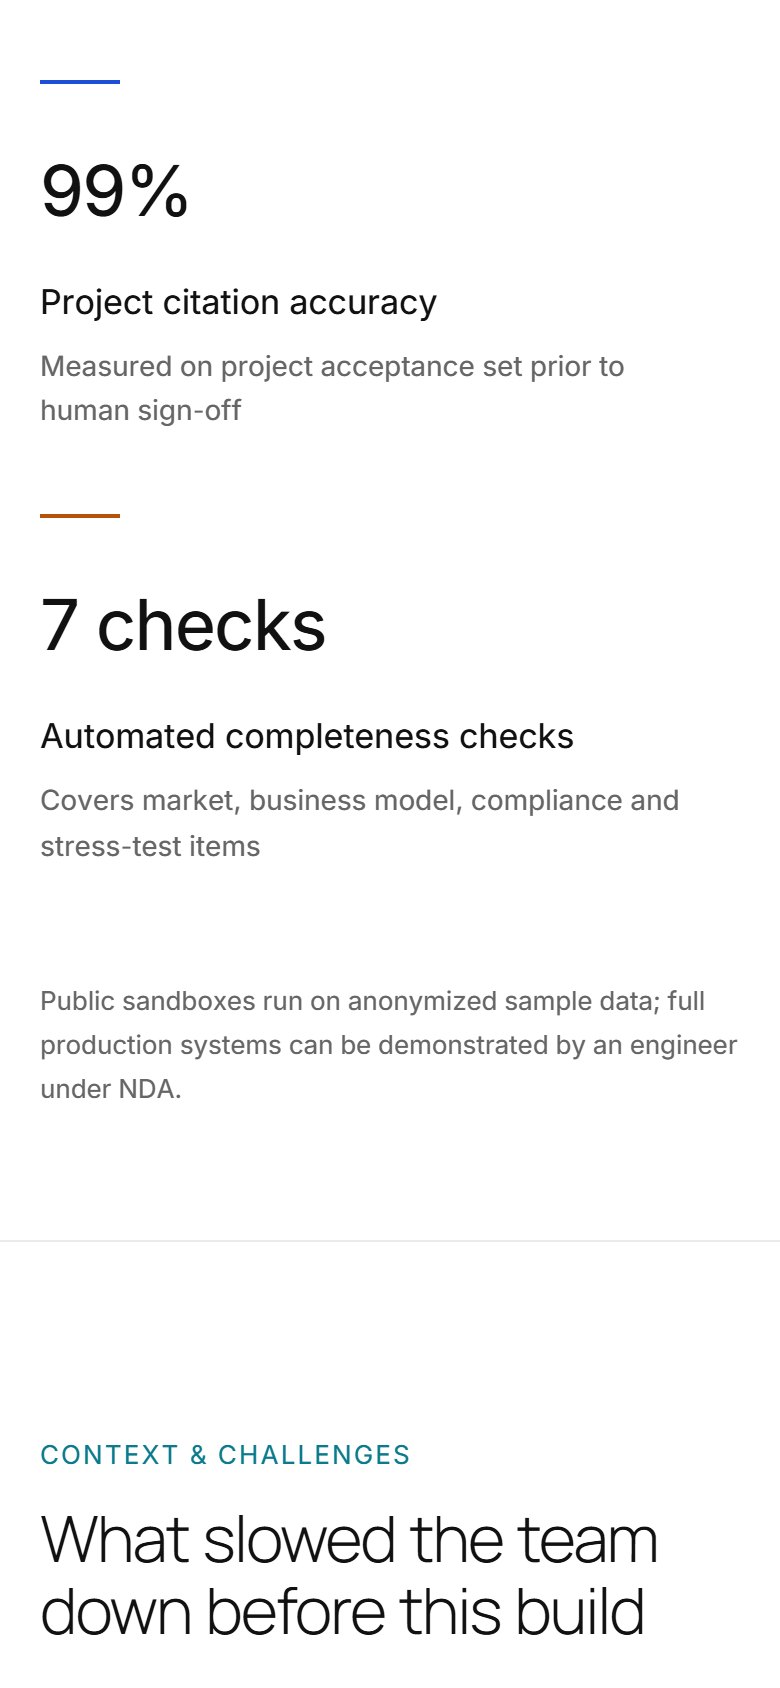 99%
Project citation accuracy
Measured on project acceptance set prior to
human sign-off
7 checks
Automated completeness checks
Covers market, business model, compliance and
stress-test items
Public sandboxes run on anonymized sample data; full
production systems can be demonstrated by an engineer
under NDA.
CONTEXT & CHALLENGES
What slowed the team
down before this build